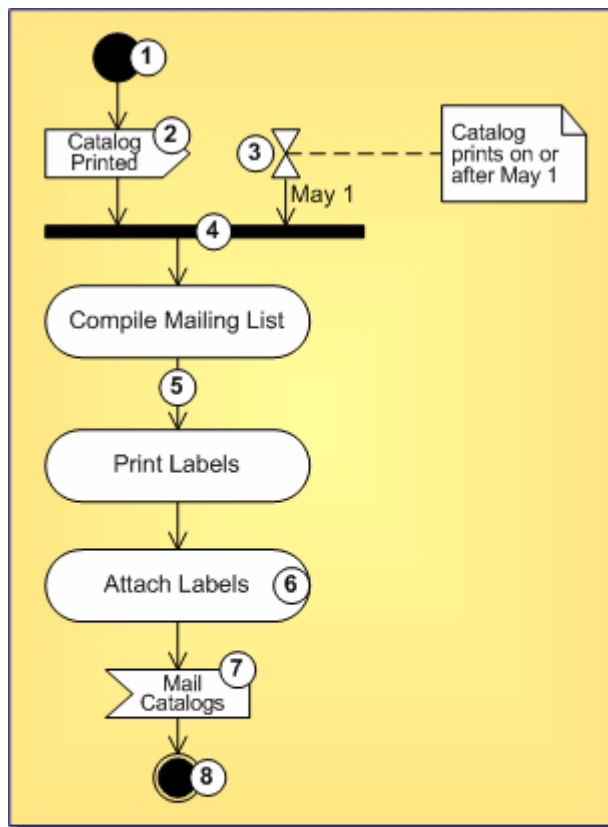 1
2
Catalog
Printed
3
Catalog
prints on or
after May 1
May 1
4
Compile Mailing List
5
Print Labels
Attach Labels
6
7
Mail
Catalogs
8